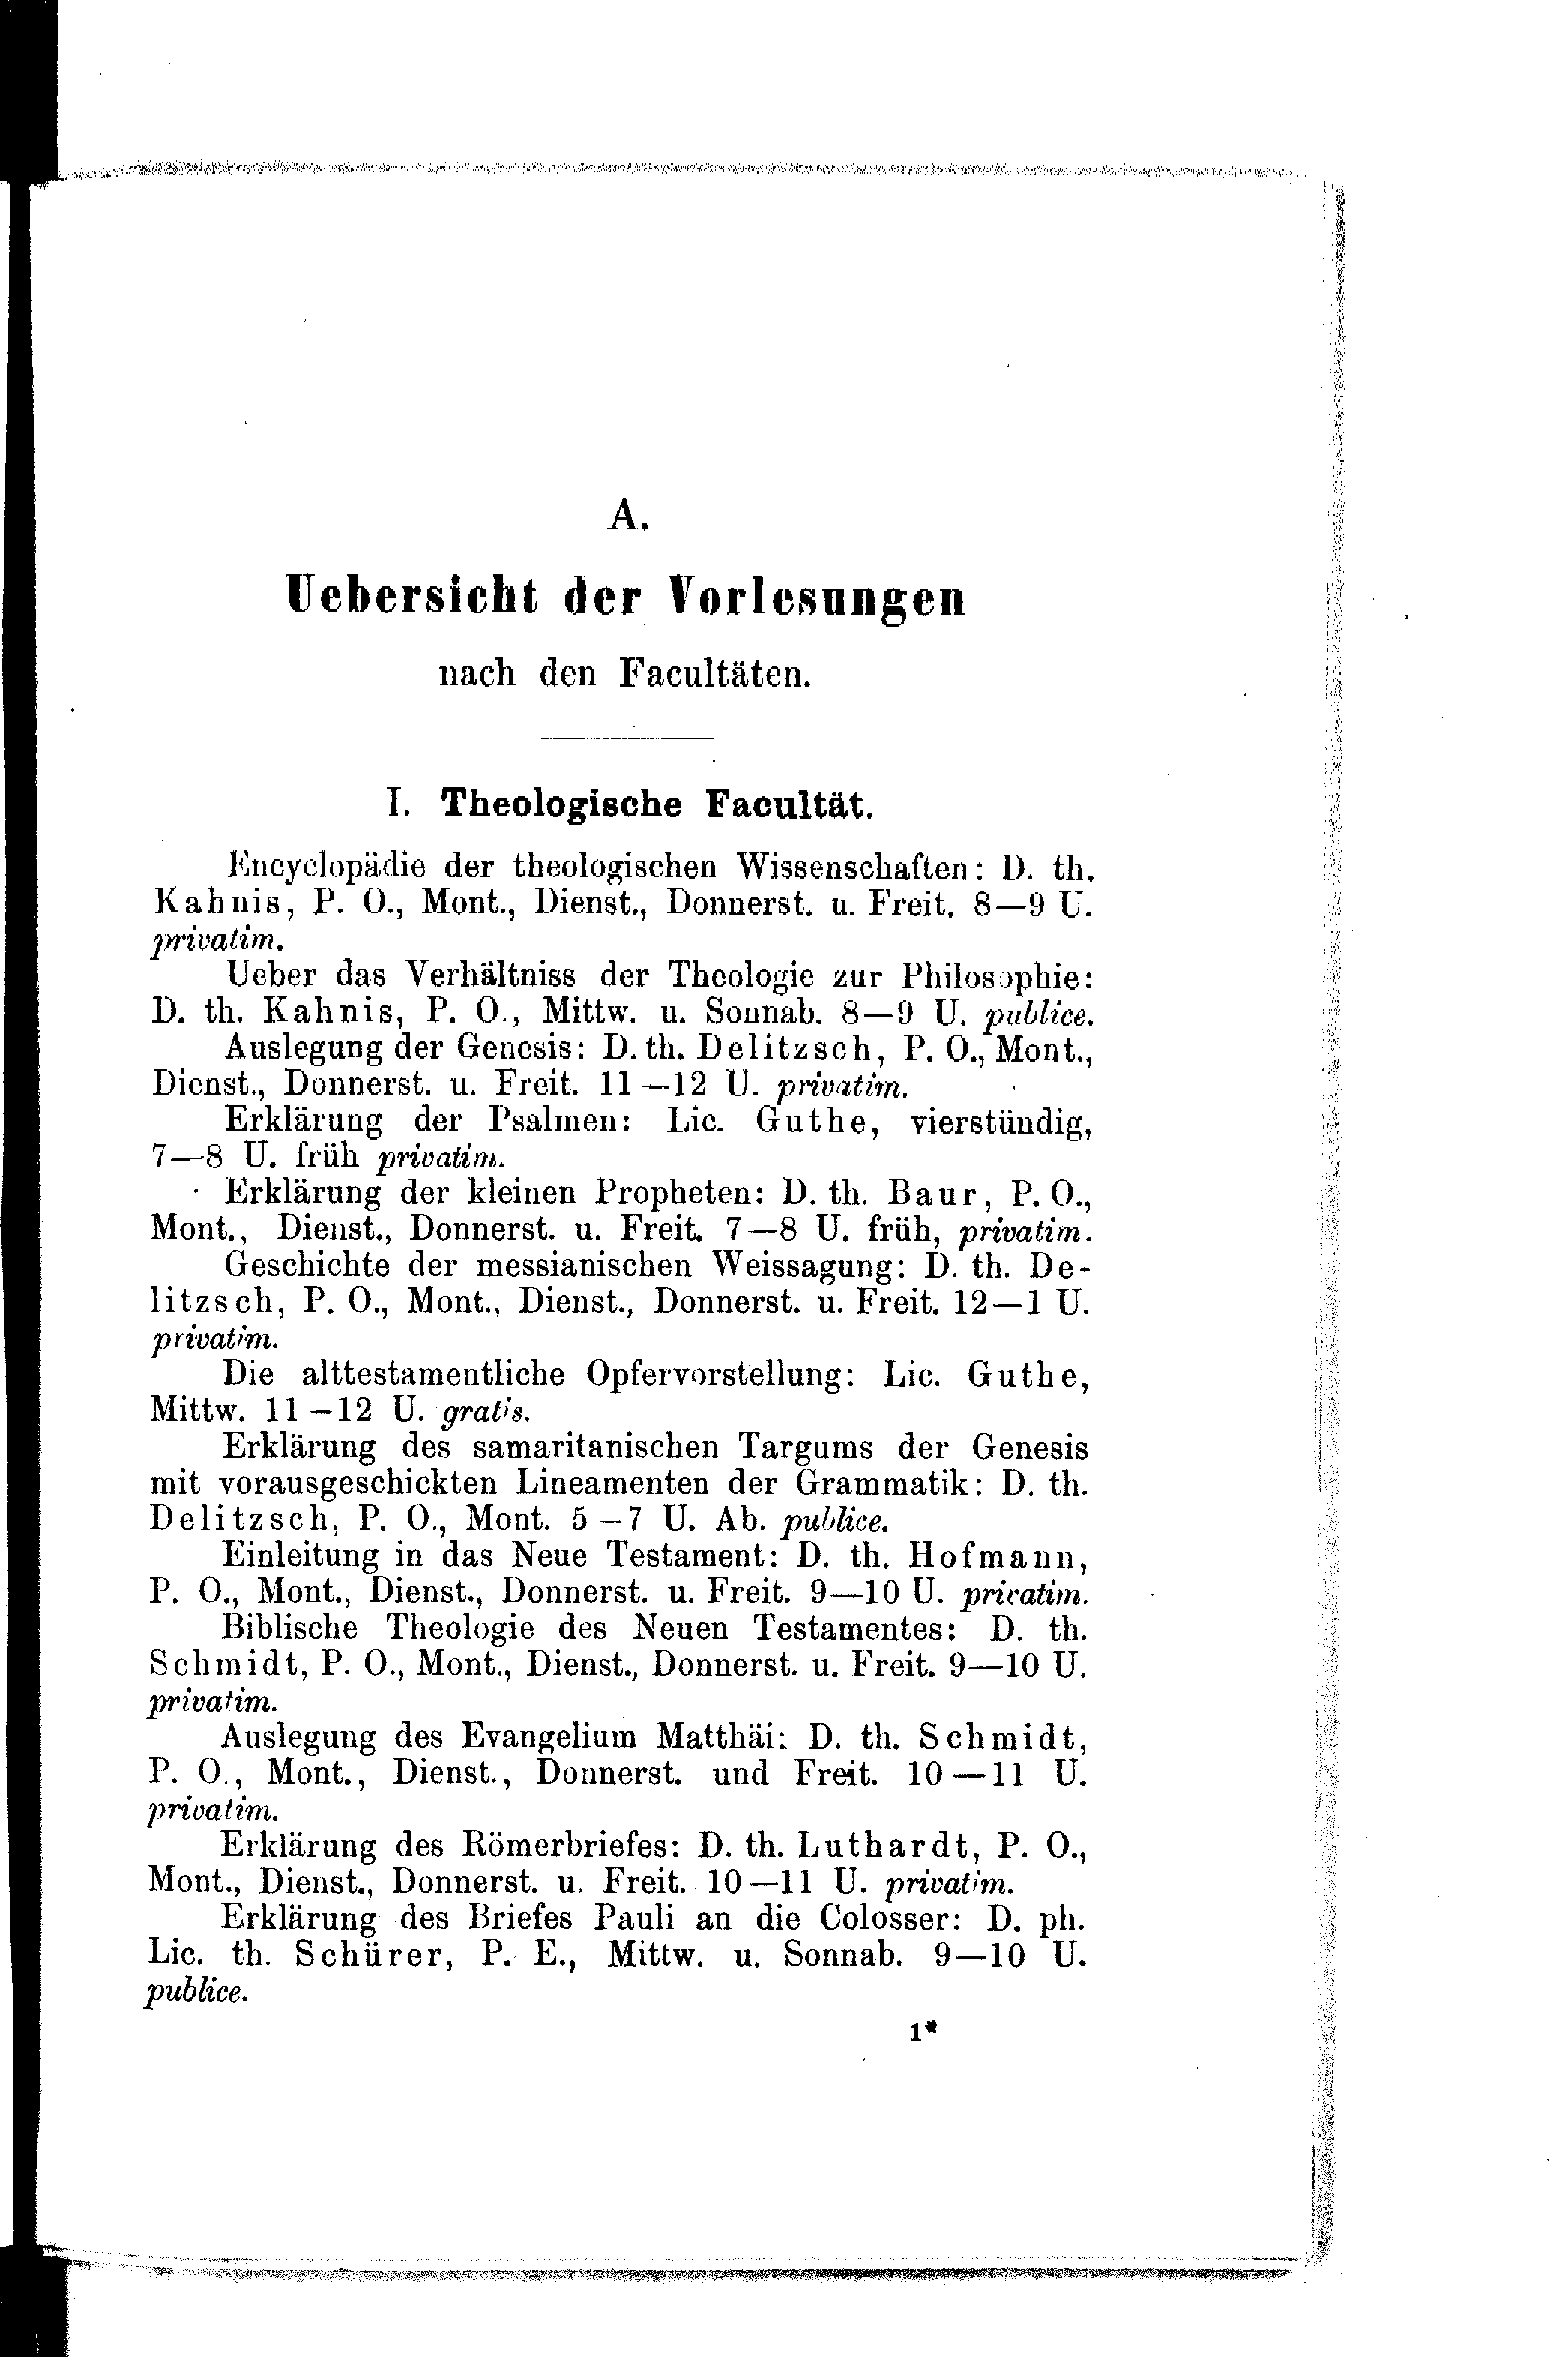 A.
Uebersicht der Vorlesungen
nach den Facultäten.
I. Theologische Facultät.
Encyclopädie der theologischen Wissenschaften: D. th.
Kahnis, P. O., Mont., Dienst., Donnerst. u. Freit. 8—9 U.
privatim.
Ueber das Verhältniss der Theologie zur Philosophie:
D. th. Kahnis, P. O., Mittw. u. Sonnab. 8—9 U. publice.
Auslegung der Genesis: D. th. Delitzsch, P. O., Mont.,
Dienst., Donnerst. u. Freit. 11—12 U. privatim.
Erklärung der Psalmen: Lic. Guthe, vierstündig,
7—8 U. früh privatim.
Erklärung der kleinen Propheten: D. th. Baur, P. O.,
Mont., Dienst., Donnerst. u. Freit. 7—8 U. früh, privatim.
Geschichte der messianischen Weissagung: D. th. De-
litzsch, P. O., Mont., Dienst., Donnerst. u. Freit. 12—1 U.
privatim.
Die alttestamentliche Opfervorstellung: Lic. Guthe,
Mittw. 11—12 U. gratis.
Erklärung des samaritanischen Targums der Genesis
mit vorausgeschickten Lineamenten der Grammatik: D. th.
Delitzsch, P. O., Mont. 5—7 U. Ab. publice.
Einleitung in das Neue Testament: D. th. Hofmann,
P. O., Mont., Dienst., Donnerst. u. Freit. 9—10 U. privatim.
Biblische Theologie des Neuen Testamentes: D. th.
Schmidt, P. O., Mont., Dienst., Donnerst. u. Freit. 9—10 U.
privatim.
Auslegung des Evangelium Matthäi: D. th. Schmidt,
P. O., Mont., Dienst., Donnerst. und Freit. 10—11 U.
privatim.
Erklärung des Römerbriefes: D. th. Luthardt, P. O.,
Mont., Dienst., Donnerst. u. Freit. 10—11 U. privatim.
Erklärung des Briefes Pauli an die Colosser: D. ph.
Lic. th. Schürer, P. E., Mittw. u. Sonnab. 9—10 U.
publice.
1*